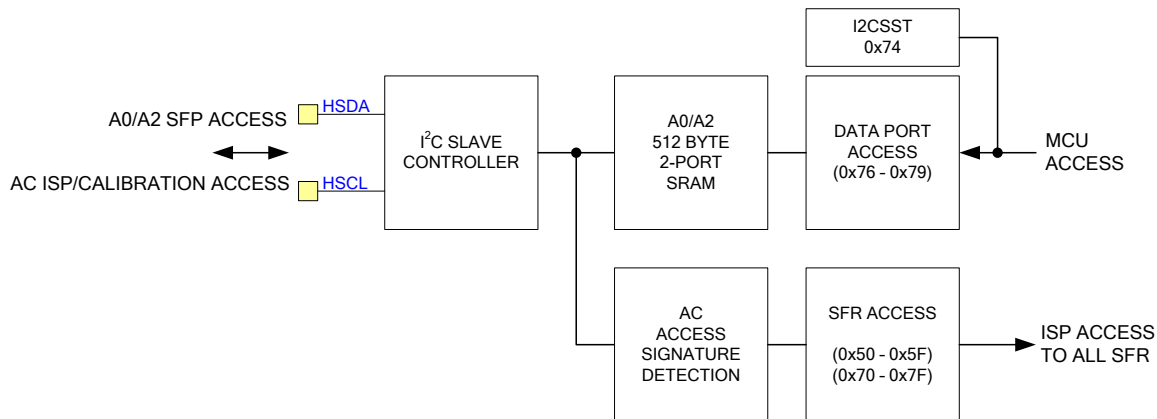 I2CSST
0x74
A0/A2 SFP ACCESS
HSDA
AC ISP/CALIBRATION ACCESS
HSCL
I²C SLAVE
CONTROLLER
A0/A2
512 BYTE
2-PORT
SRAM
DATA PORT
ACCESS
(0x76 - 0x79)
MCU
ACCESS
AC
ACCESS
SIGNATURE
DETECTION
SFR ACCESS
(0x50 - 0x5F)
(0x70 - 0x7F)
ISP ACCESS
TO ALL SFR